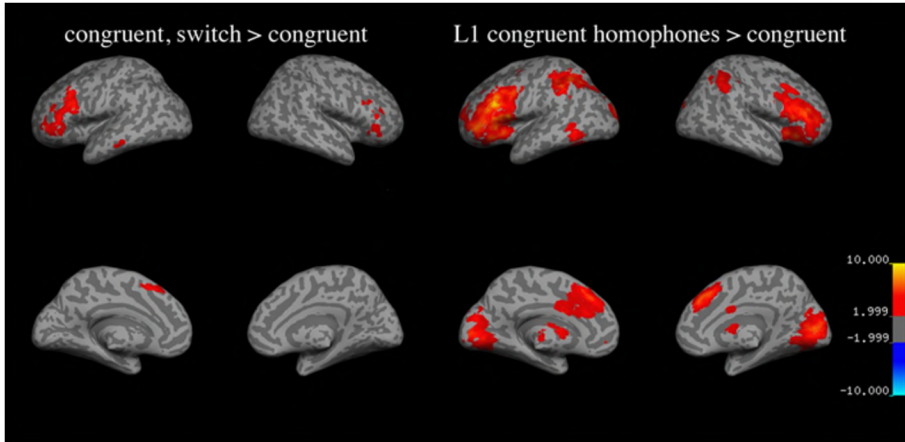 congruent, switch > congruent
L1 congruent homophones > congruent
10.000
1.999
-1.999
-10.000